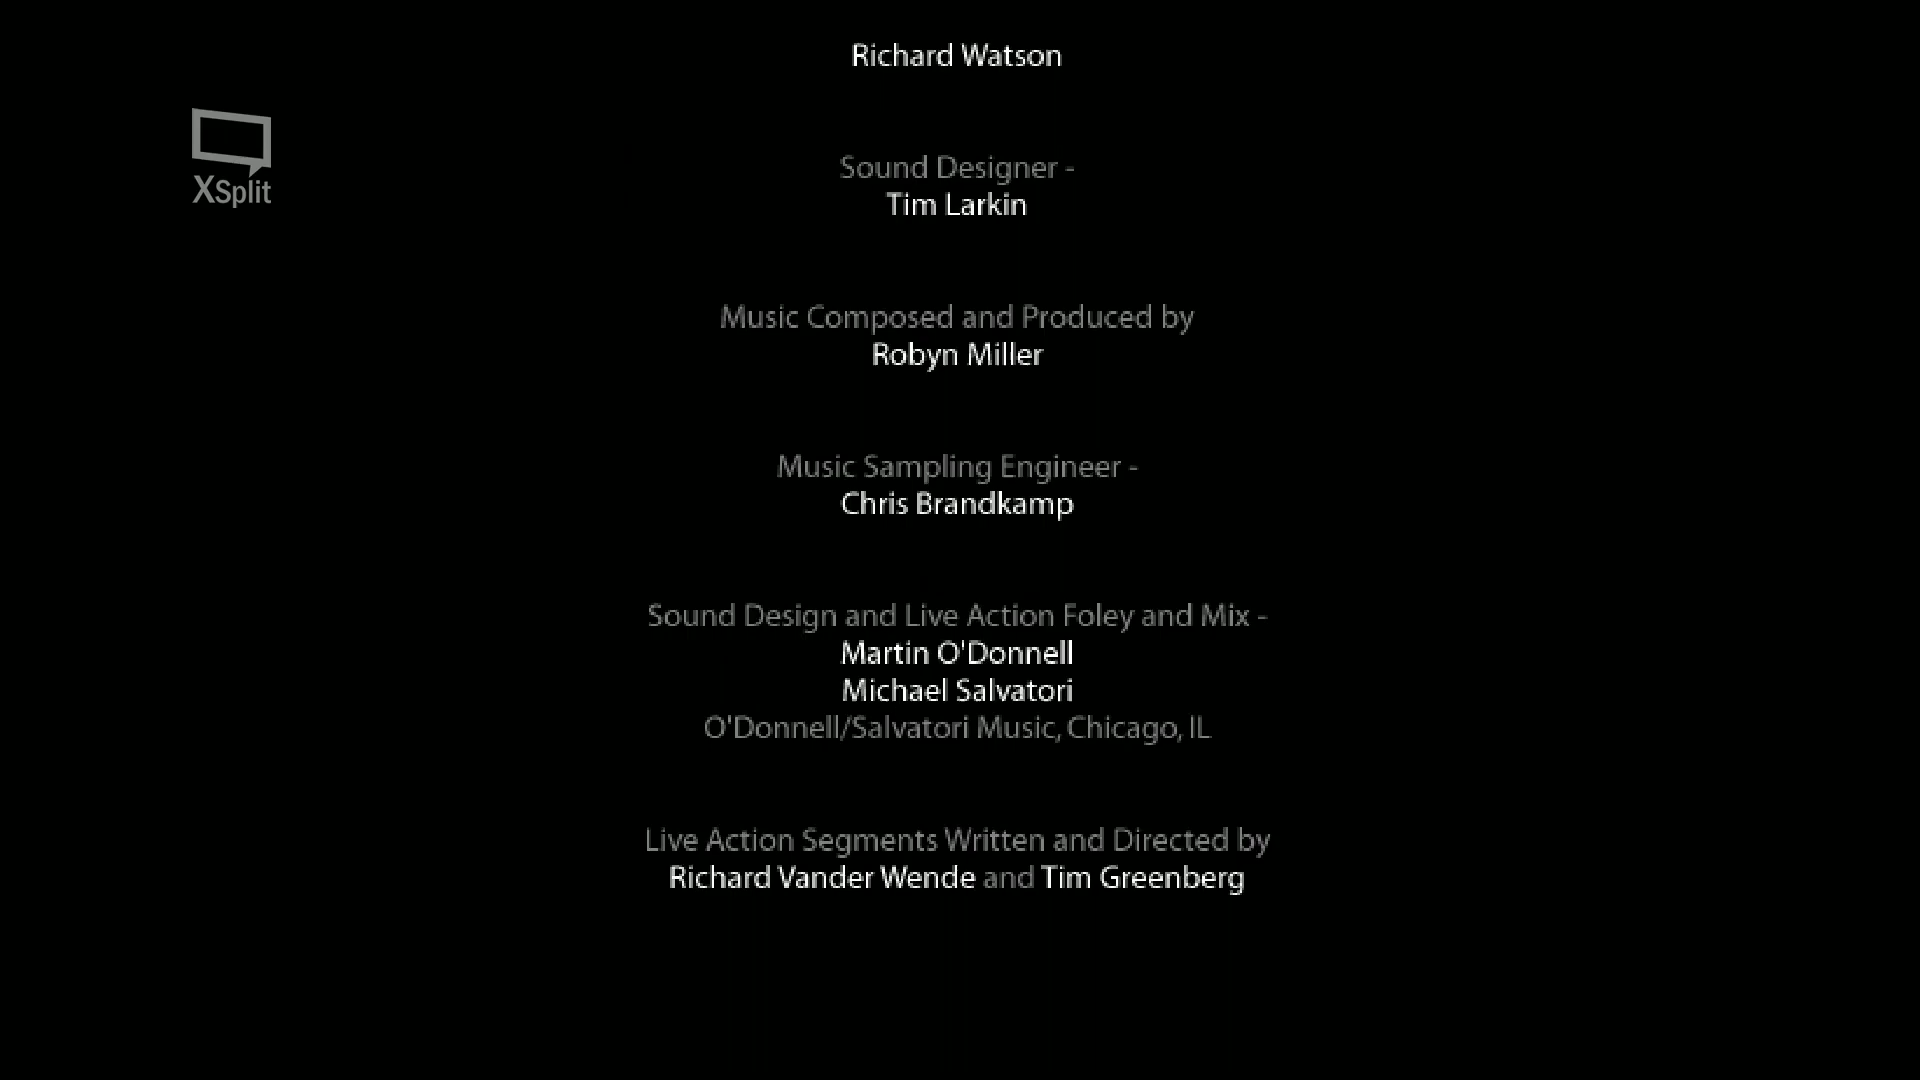 Richard Watson
XSplit
Sound Designer -
Tim Larkin
Music Composed and Produced by
Robyn Miller
Music Sampling Engineer -
Chris Brandkamp
Sound Design and Live Action Foley and Mix -
Martin O'Donnell
Michael Salvatori
O'Donnell/Salvatori Music, Chicago, IL
Live Action Segments Written and Directed by
Richard Vander Wende and Tim Greenberg